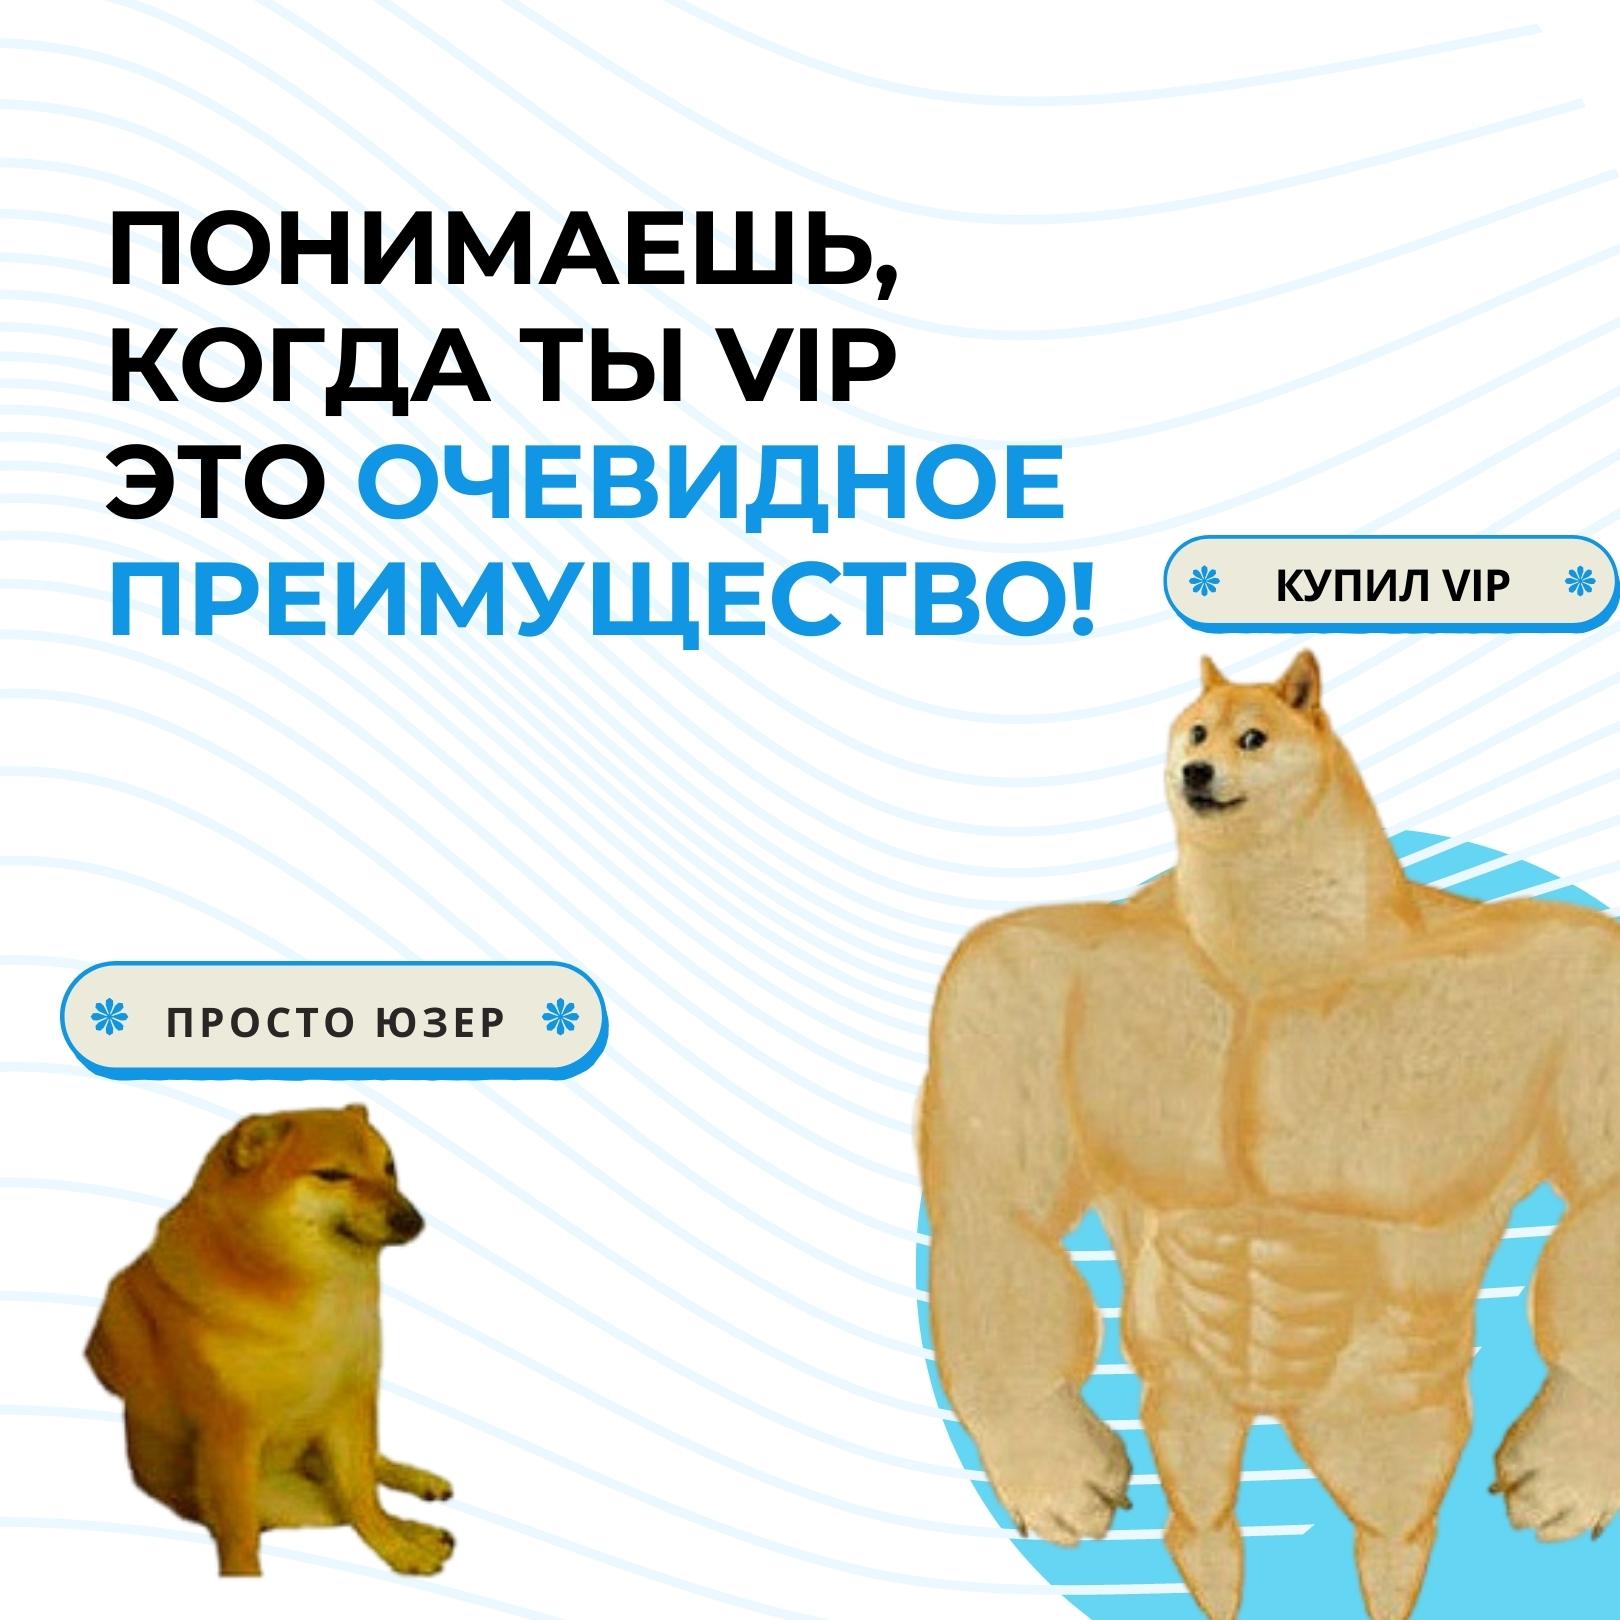 ПОНИМАЕШЬ,
КОГДА ТЫ VIP
ЭТО ОЧЕВИДНОЕ
ПРЕИМУЩЕСТВО!
КУПИЛ VIP
ПРОСТО ЮЗЕР